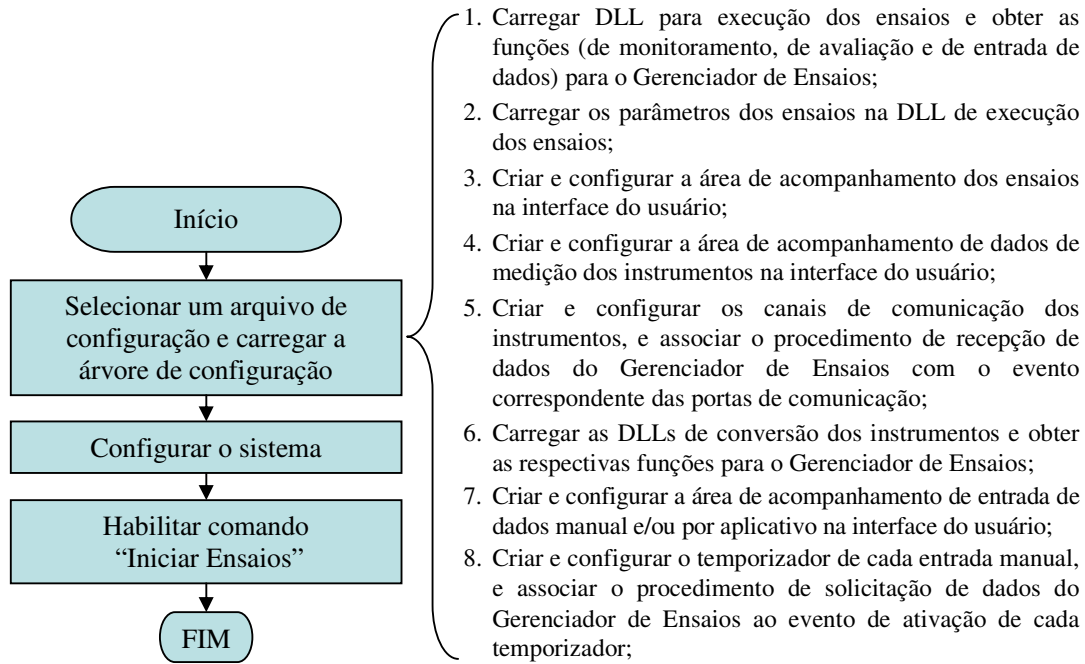 Início
Selecionar um arquivo de
configuração e carregar a
árvore de configuração
Configurar o sistema
Habilitar comando
“Iniciar Ensaios”
FIM
1. Carregar DLL para execução dos ensaios e obter as
funções (de monitoramento, de avaliação e de entrada de
dados) para o Gerenciador de Ensaios;
2. Carregar os parâmetros dos ensaios na DLL de execução
dos ensaios;
3. Criar e configurar a área de acompanhamento dos ensaios
na interface do usuário;
4. Criar e configurar a área de acompanhamento de dados de
medição dos instrumentos na interface do usuário;
5. Criar e configurar os canais de comunicação dos
instrumentos, e associar o procedimento de recepção de
dados do Gerenciador de Ensaios com o evento
correspondente das portas de comunicação;
6. Carregar as DLLs de conversão dos instrumentos e obter
as respectivas funções para o Gerenciador de Ensaios;
7. Criar e configurar a área de acompanhamento de entrada de
dados manual e/ou por aplicativo na interface do usuário;
8. Criar e configurar o temporizador de cada entrada manual,
e associar o procedimento de solicitação de dados do
Gerenciador de Ensaios ao evento de ativação de cada
temporizador;